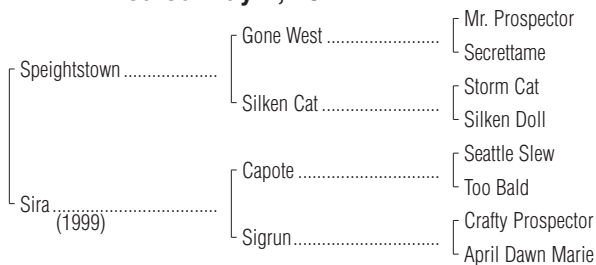 Mr. Prospector
Gone West ........................
Secrettame
Speightstown ....................
Storm Cat
Silken Cat .........................
Silken Doll
Seattle Slew
Capote ..............................
Too Bald
Sira ...................................
(1999)
Crafty Prospector
Sigrun ................................
April Dawn Marie